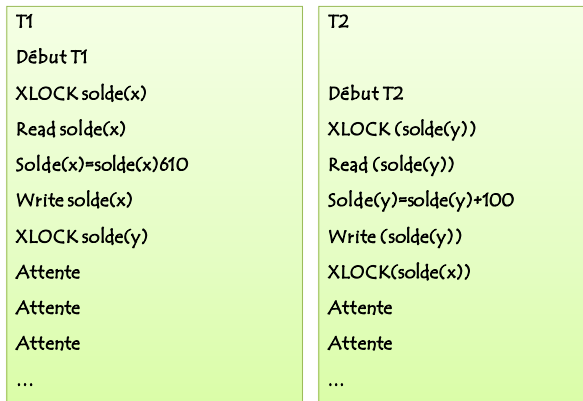 T1
Début T1
XLOCK solde(x)
Read solde(x)
Solde(x)=solde(x)610
Write solde(x)
XLOCK solde(y)
Attente
Attente
Attente
...
T2
Début T2
XLOCK (solde(y))
Read (solde(y))
Solde(y)=solde(y)+100
Write (solde(y))
XLOCK(solde(x))
Attente
Attente
...